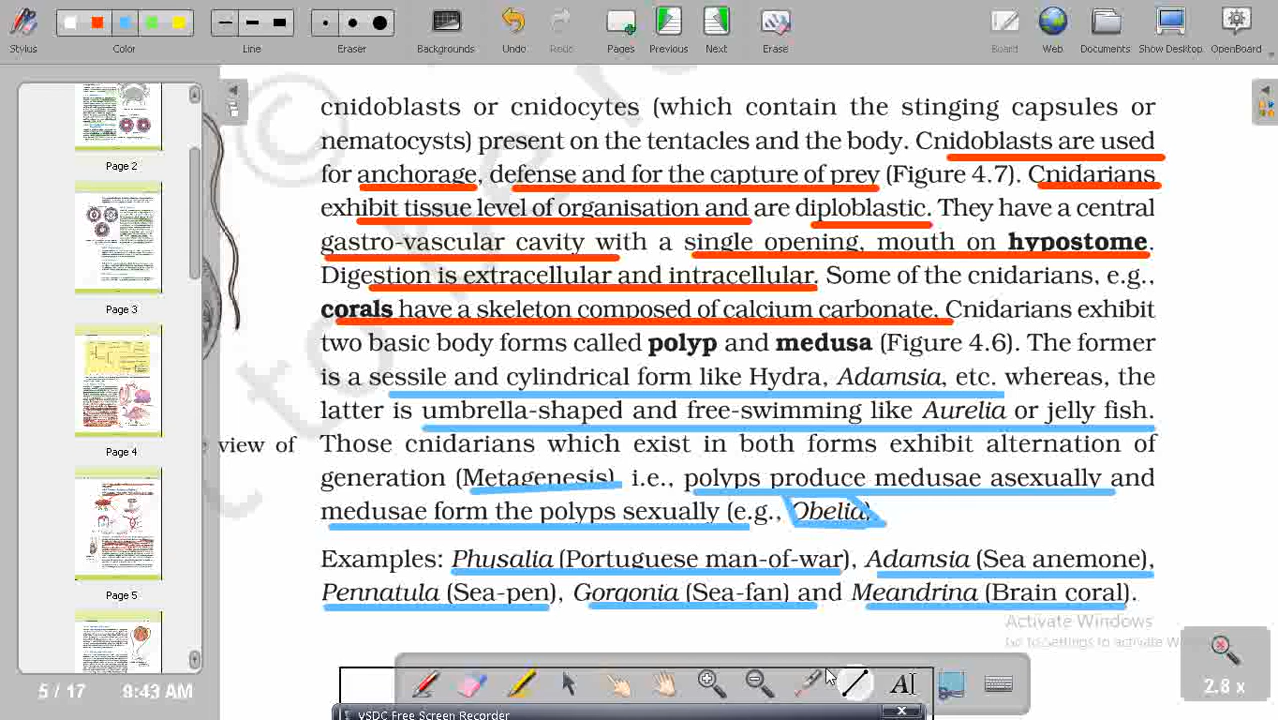 Stylus
Color
Line
Eraser
Backgrounds
Undo
Redo
Pages
Previous
Next
Erase
Board
Web
Documents
Show Desktop
OpenBoard
Page 2
Page 3
Page 4
Page 5
5 / 17
9:43 AM
cnidoblasts or cnidocytes (which contain the stinging capsules or
nematocysts) present on the tentacles and the body. Cnidoblasts are used
for anchorage, defense and for the capture of prey (Figure 4.7). Cnidarians
exhibit tissue level of organisation and are diploblastic. They have a central
gastro-vascular cavity with a single opening, mouth on hypostome.
Digestion is extracellular and intracellular. Some of the cnidarians, e.g.,
corals have a skeleton composed of calcium carbonate. Cnidarians exhibit
two basic body forms called polyp and medusa (Figure 4.6). The former
is a sessile and cylindrical form like Hydra, Adamsia, etc. whereas, the
latter is umbrella-shaped and free-swimming like Aurelia or jelly fish.
view of
Those cnidarians which exist in both forms exhibit alternation of
generation (Metagenesis), i.e., polyps produce medusae asexually and
medusae form the polyps sexually (e.g., Obelia).
Examples: Physalia (Portuguese man-of-war), Adamsia (Sea anemone),
Pennatula (Sea-pen), Gorgonia (Sea-fan) and Meandrina (Brain coral).
Activate Windows
Go to Settings to activate
2.8 x
VSDC Free Screen Recorder